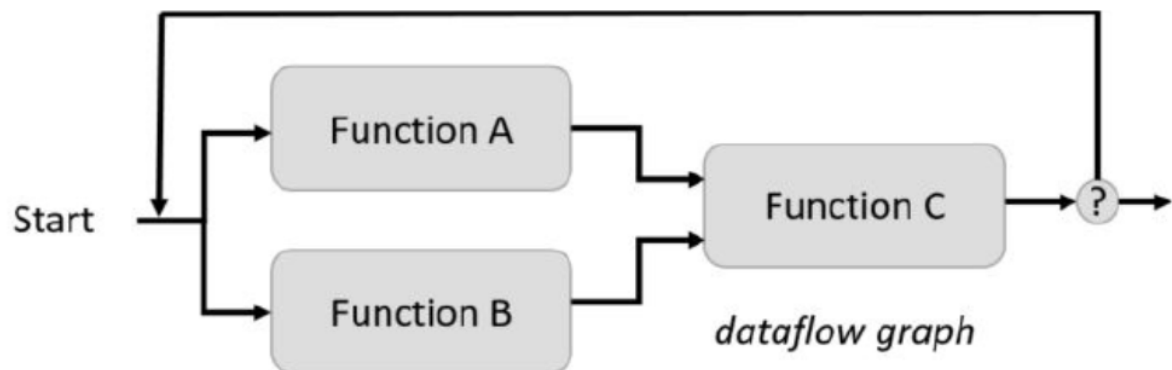 Function A
Start
Function B
Function C
?
dataflow graph